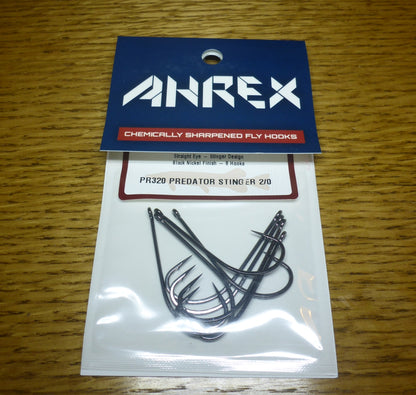 AHREX
CHEMICALLY SHARPENED FLY HOOKS
Straight Eye — Stinger Design
Black Nickel Finish — 8 Hooks
PR320 PREDATOR STINGER 2/0